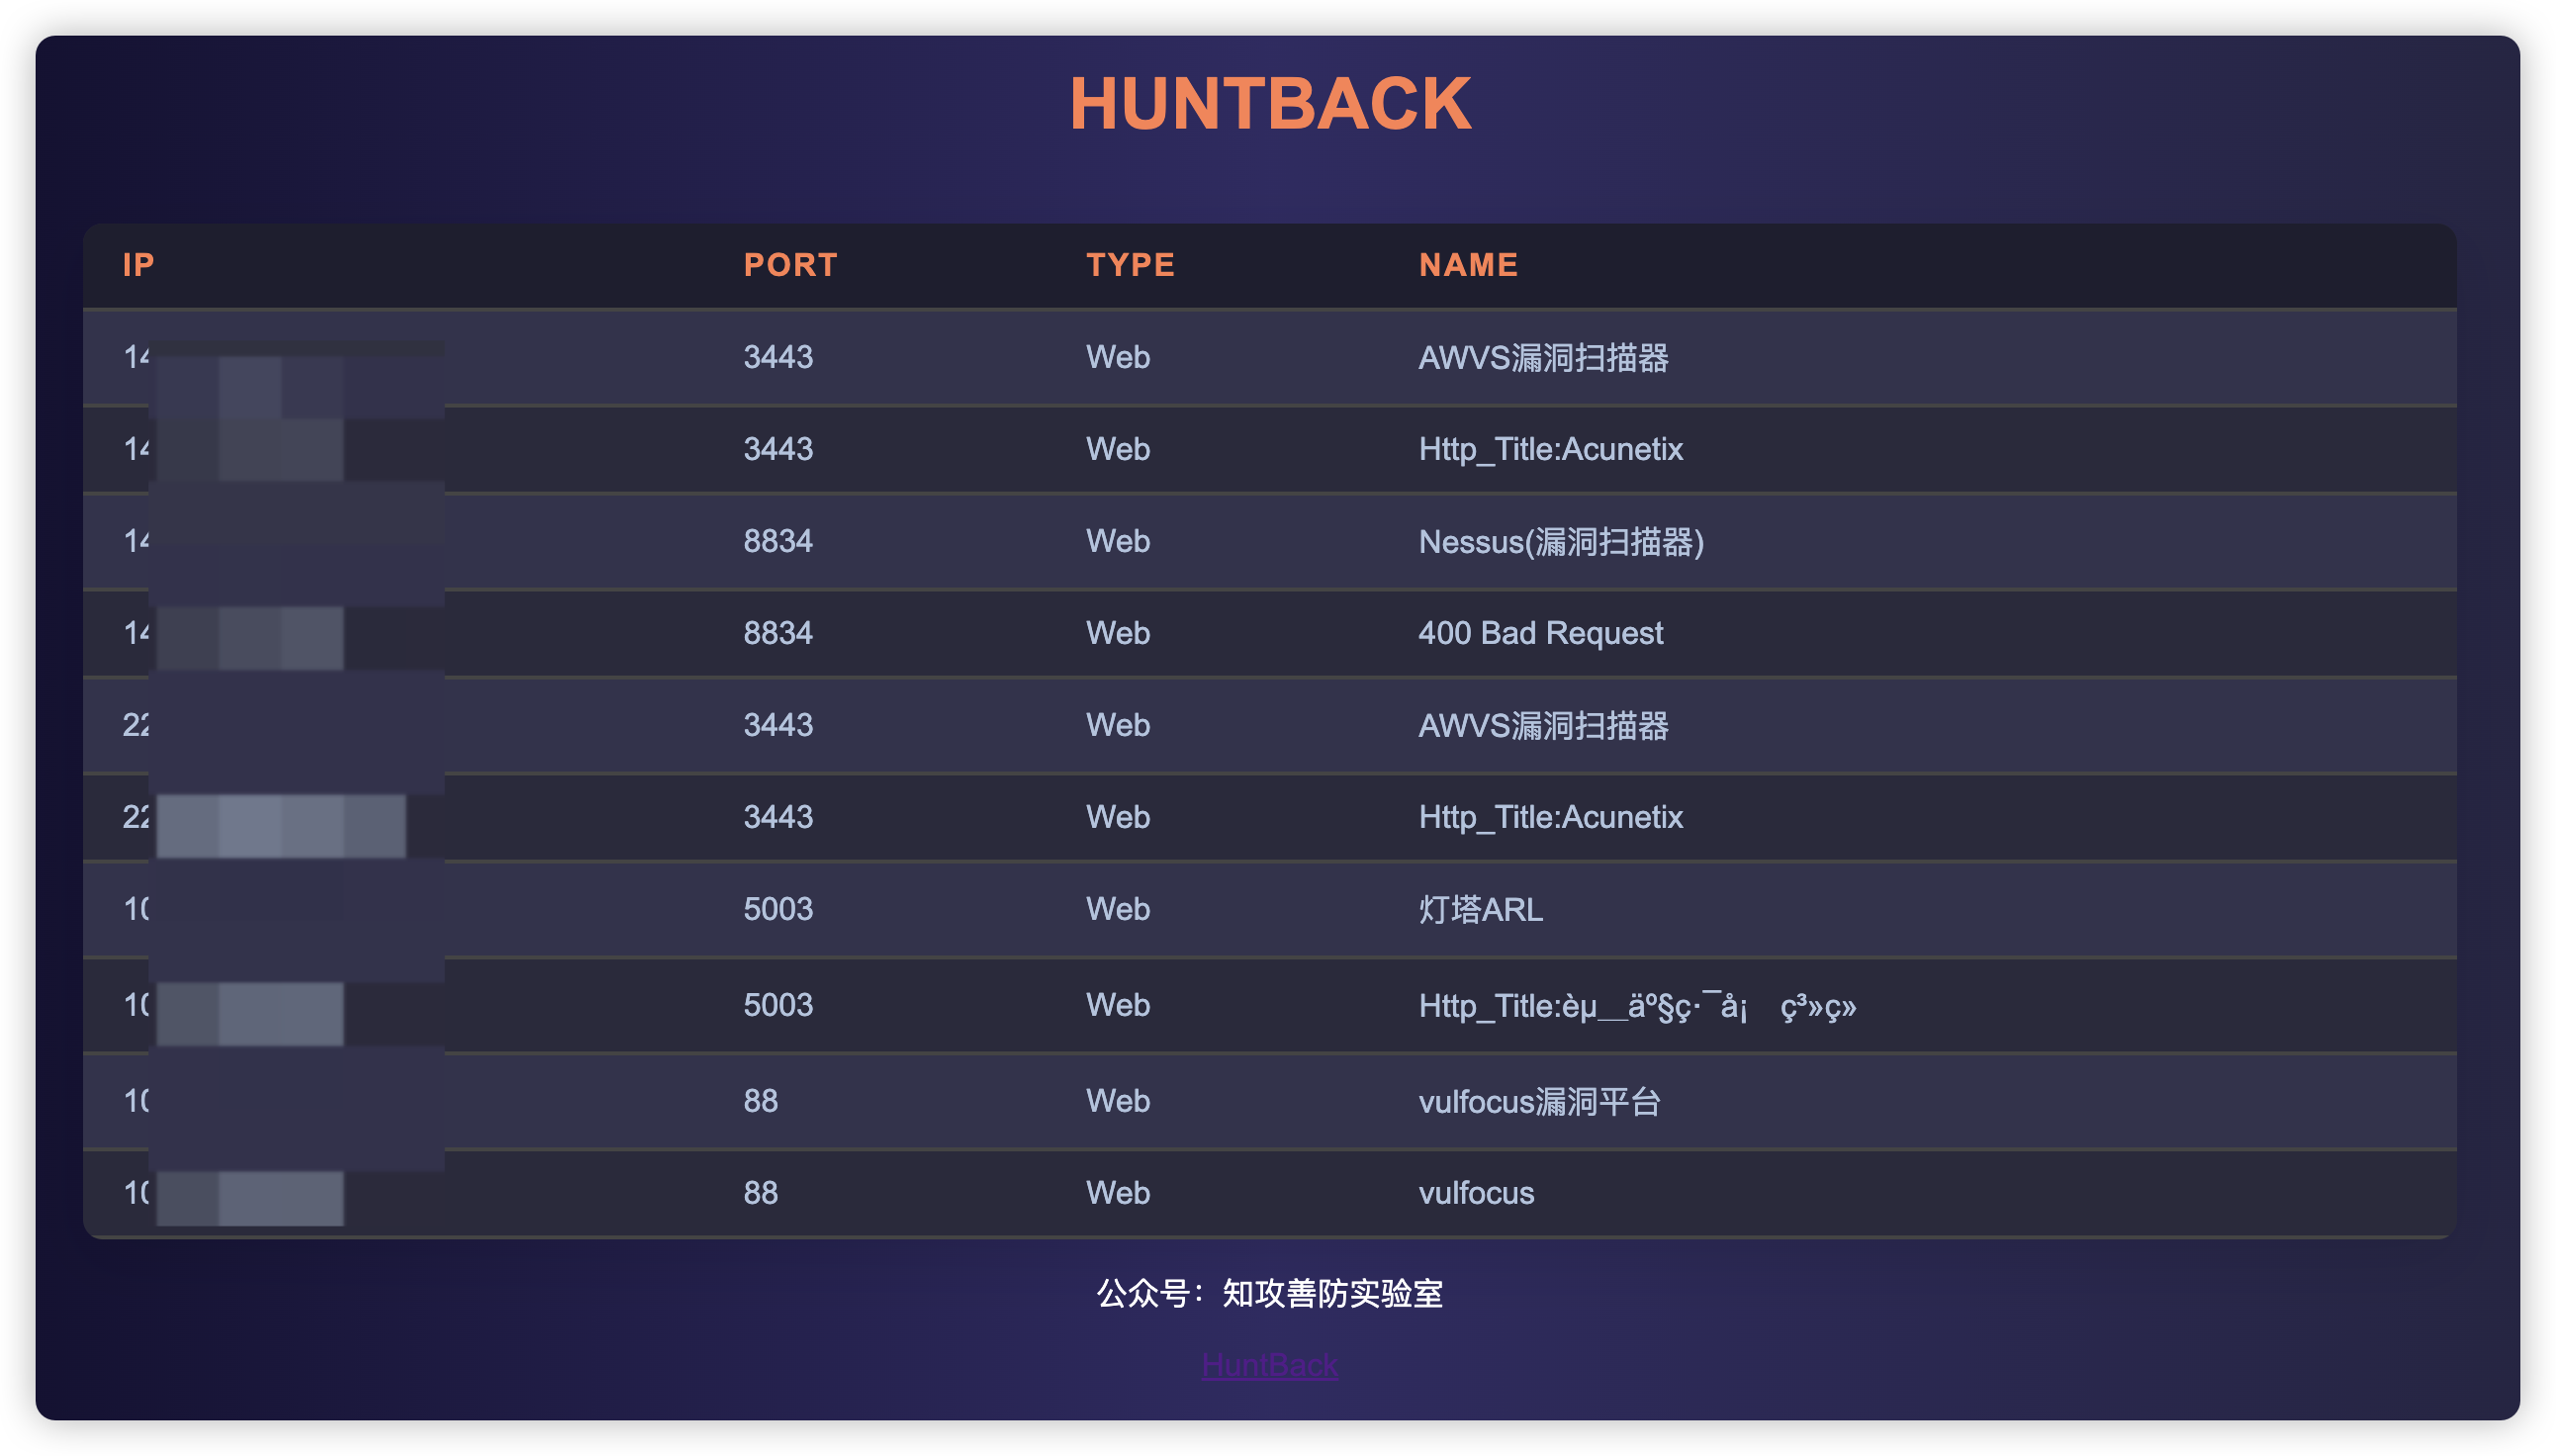 HUNTBACK
IP PORT TYPE NAME
14 3443 Web AWVS漏洞扫描器
14 3443 Web Http_Title:Acunetix
14 8834 Web Nessus(漏洞扫描器)
14 8834 Web 400 Bad Request
22 3443 Web AWVS漏洞扫描器
22 3443 Web Http_Title:Acunetix
10 5003 Web 灯塔ARL
10 5003 Web Http_Title:èµ__äº§ç·¯å¡ ç³»ç»
10 88 Web vulfocus漏洞平台
10 88 Web vulfocus
公众号：知攻善防实验室
HuntBack